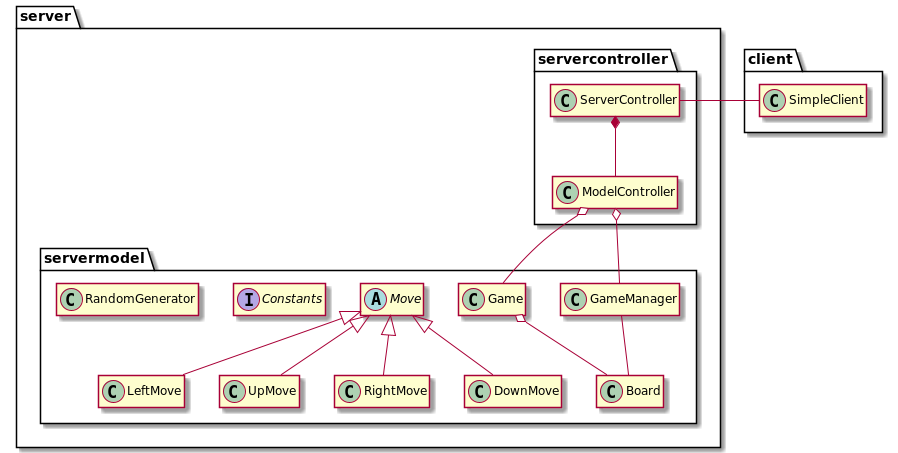 server
servercontroller
client
C ServerController
C SimpleClient
C ModelController
servermodel
C RandomGenerator
I Constants
A Move
C Game
C GameManager
C LeftMove
C UpMove
C RightMove
C DownMove
C Board